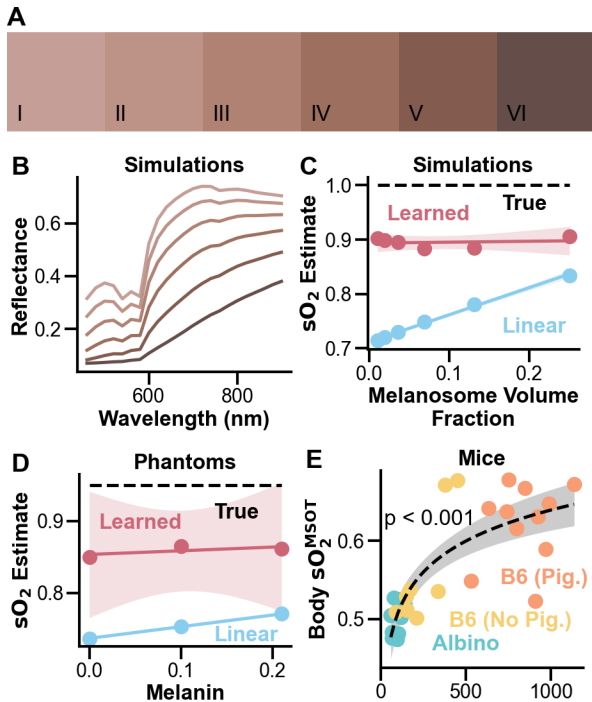 A
I II III IV V VI
B Simulations
Reflectance
0.6
0.4
0.2
600 800
Wavelength (nm)
C Simulations
sO₂ Estimate
1.0
0.9
0.8
0.7
True
Learned
Linear
0.0 0.1 0.2
Melanosome Volume
Fraction
D Phantoms
sO₂ Estimate
0.9
0.8
True
Learned
Linear
0.0 0.1 0.2
Melanin
E Mice
Body sO₂ᴹˢᴼᵀ
0.6
0.5
p < 0.001
B6 (Pig.)
B6 (No Pig.)
Albino
0 500 1000